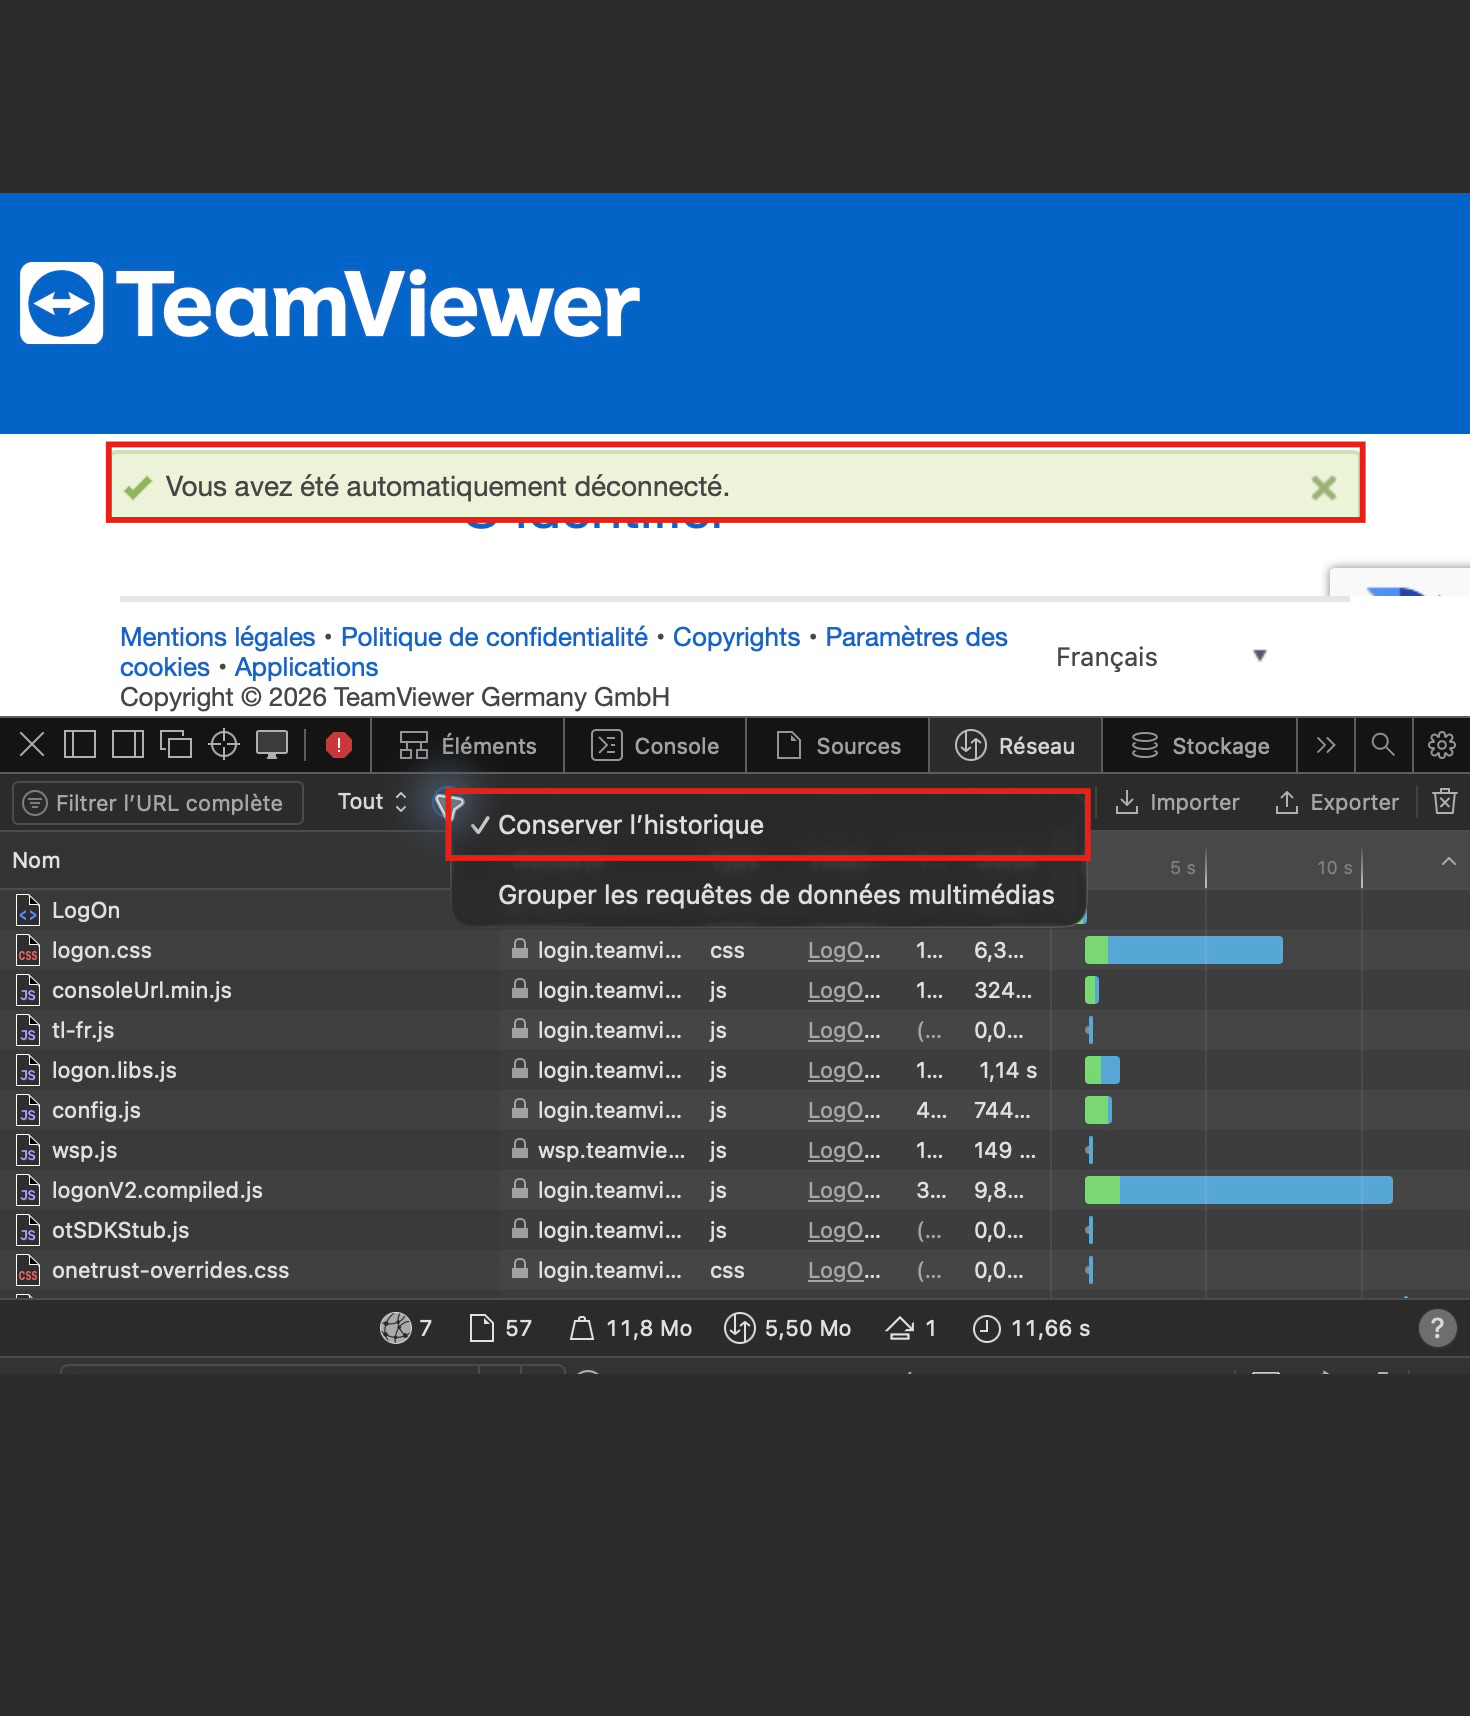 TeamViewer
Vous avez été automatiquement déconnecté.
Mentions légales • Politique de confidentialité • Copyrights • Paramètres des
cookies • Applications
Français
Copyright © 2026 TeamViewer Germany GmbH
Éléments
Console
Sources
Réseau
Stockage
Filtrer l’URL complète
Tout
Importer
Exporter
✓ Conserver l’historique
Grouper les requêtes de données multimédias
Nom
5 s
10 s
LogOn
logon.css login.teamvi... css LogO... 1... 6,3...
consoleUrl.min.js login.teamvi... js LogO... 1... 324...
tl-fr.js login.teamvi... js LogO... (... 0,0...
logon.libs.js login.teamvi... js LogO... 1... 1,14 s
config.js login.teamvi... js LogO... 4... 744...
wsp.js wsp.teamvie... js LogO... 1... 149 ...
logonV2.compiled.js login.teamvi... js LogO... 3... 9,8...
otSDKStub.js login.teamvi... js LogO... (... 0,0...
onetrust-overrides.css login.teamvi... css LogO... (... 0,0...
7 57 11,8 Mo 5,50 Mo 1 11,66 s ?